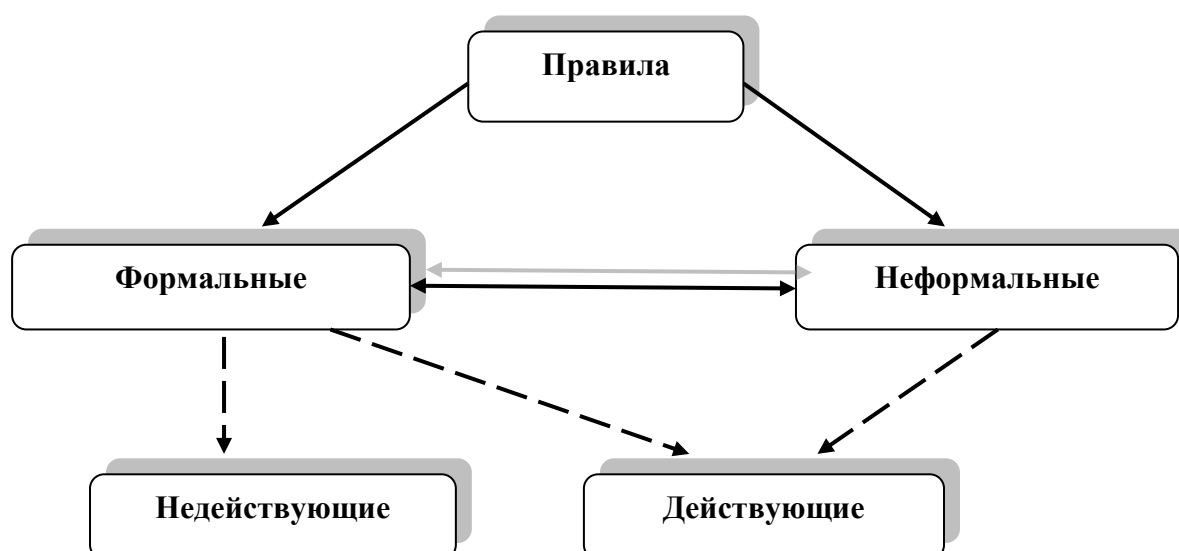 Правила
Формальные
Неформальные
Недействующие
Действующие